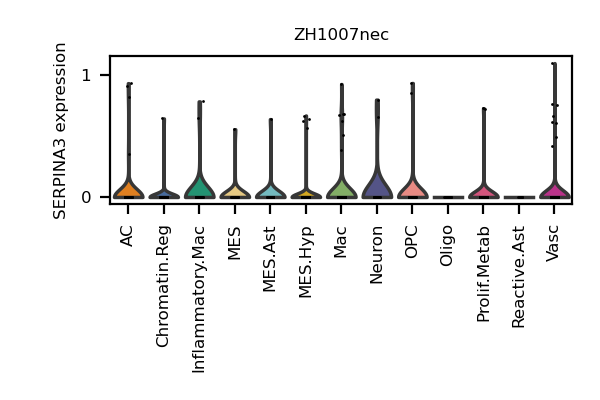 ZH1007nec
SERPINA3 expression
1
0
AC
Chromatin.Reg
Inflammatory.Mac
MES
MES.Ast
MES.Hyp
Mac
Neuron
OPC
Oligo
Prolif.Metab
Reactive.Ast
Vasc